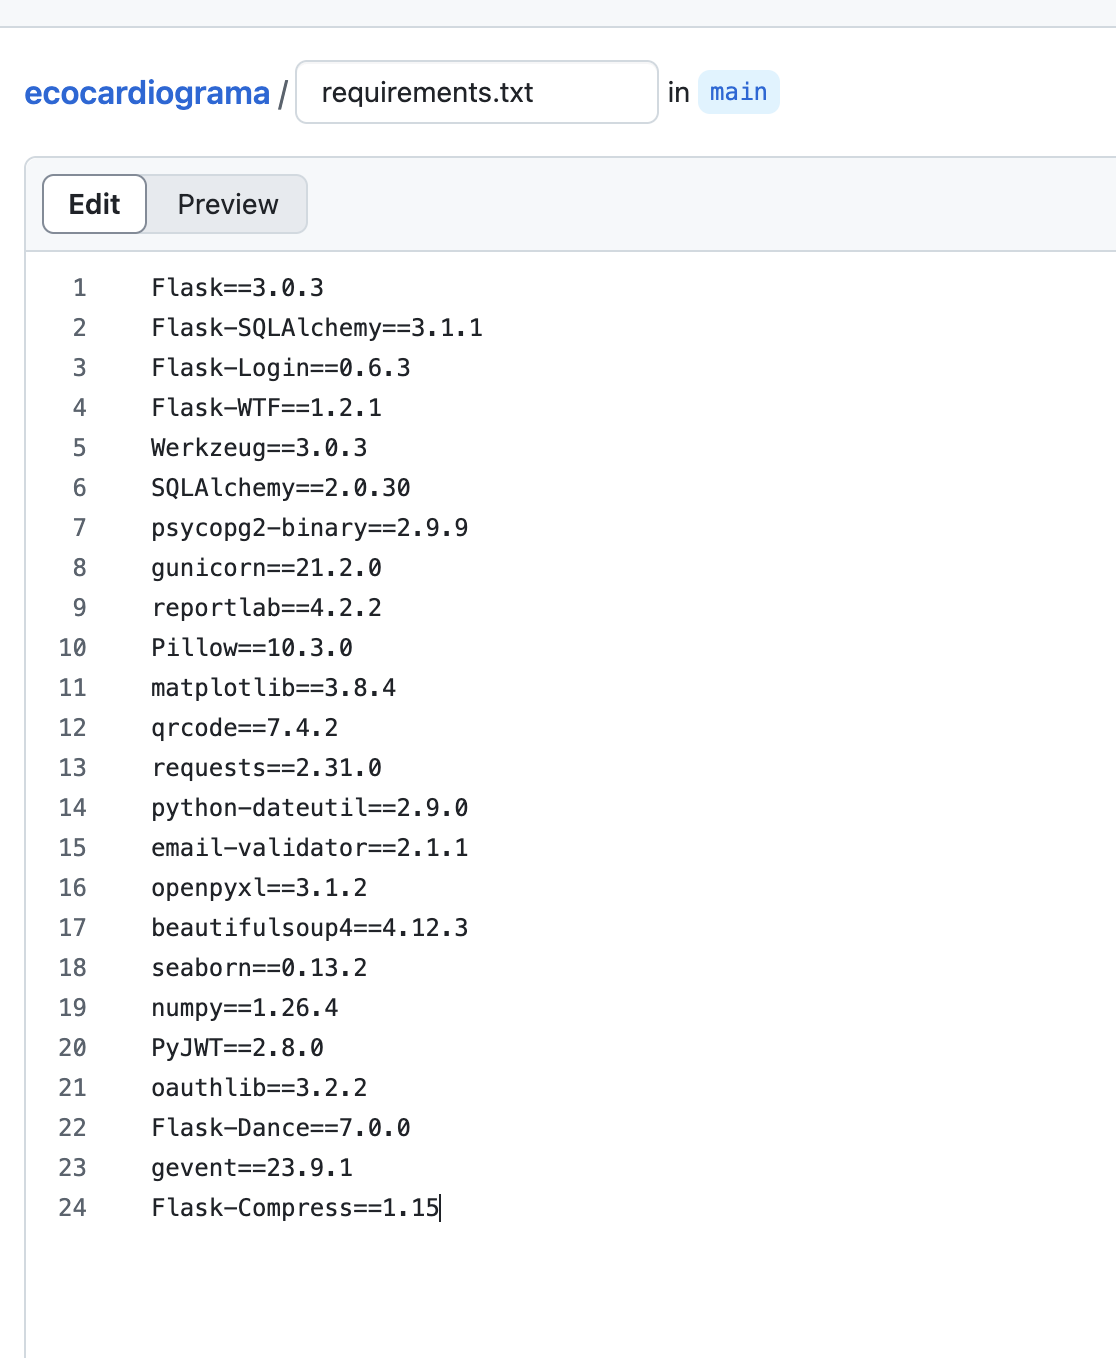 ecocardiograma / requirements.txt in main
Edit Preview
1 Flask==3.0.3
2 Flask-SQLAlchemy==3.1.1
3 Flask-Login==0.6.3
4 Flask-WTF==1.2.1
5 Werkzeug==3.0.3
6 SQLAlchemy==2.0.30
7 psycopg2-binary==2.9.9
8 gunicorn==21.2.0
9 reportlab==4.2.2
10 Pillow==10.3.0
11 matplotlib==3.8.4
12 qrcode==7.4.2
13 requests==2.31.0
14 python-dateutil==2.9.0
15 email-validator==2.1.1
16 openpyxl==3.1.2
17 beautifulsoup4==4.12.3
18 seaborn==0.13.2
19 numpy==1.26.4
20 PyJWT==2.8.0
21 oauthlib==3.2.2
22 Flask-Dance==7.0.0
23 gevent==23.9.1
24 Flask-Compress==1.15